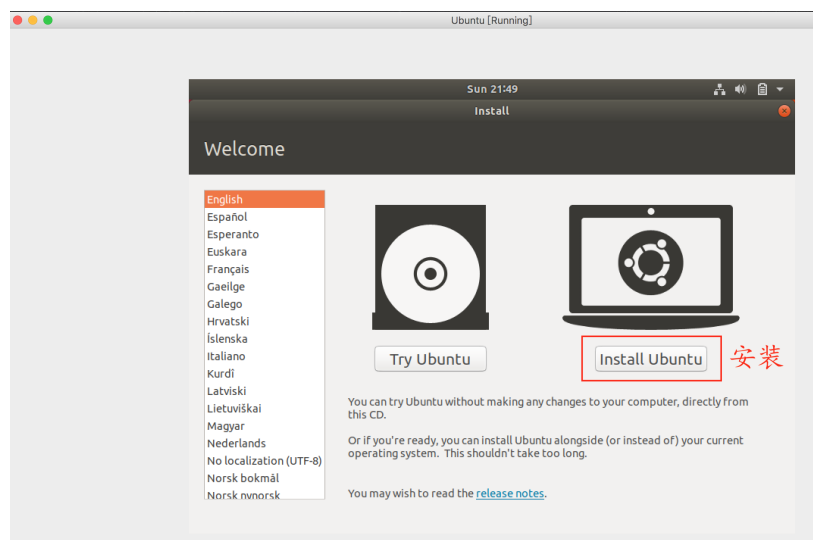 Ubuntu [Running]
Sun 21:49
Install
Welcome
English
Español
Esperanto
Euskara
Français
Gaeilge
Galego
Hrvatski
Íslenska
Italiano
Kurdî
Latviski
Lietuviškai
Magyar
Nederlands
No localization (UTF-8)
Norsk bokmål
Norsk nynorsk
Try Ubuntu
Install Ubuntu 安装
You can try Ubuntu without making any changes to your computer, directly from
this CD.
Or if you're ready, you can install Ubuntu alongside (or instead of) your current
operating system. This shouldn't take too long.
You may wish to read the release notes.